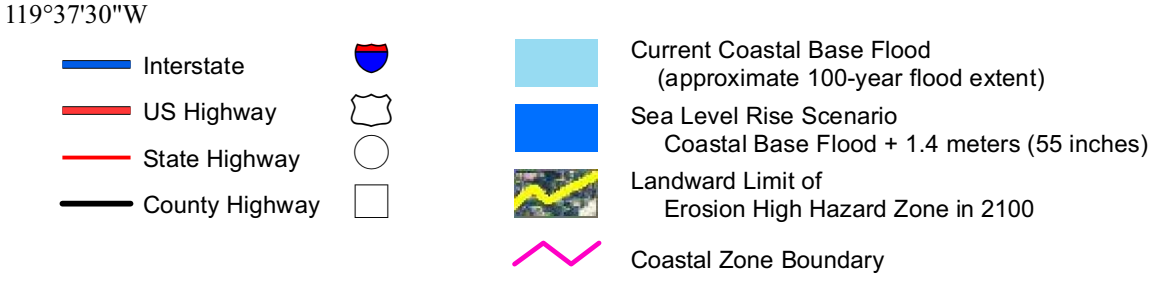 119°37'30"W
Interstate
US Highway
State Highway
County Highway
Current Coastal Base Flood
(approximate 100-year flood extent)
Sea Level Rise Scenario
Coastal Base Flood + 1.4 meters (55 inches)
Landward Limit of
Erosion High Hazard Zone in 2100
Coastal Zone Boundary